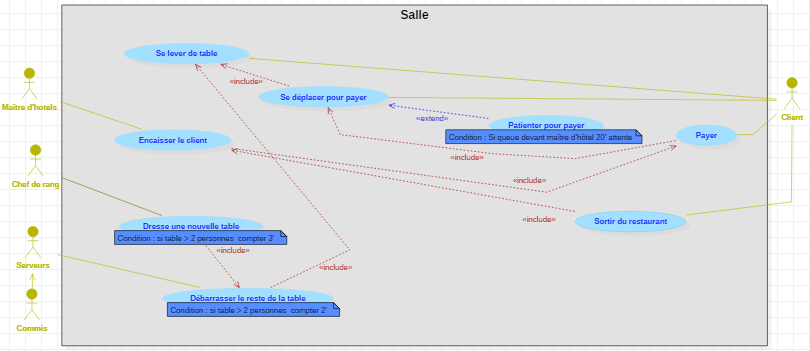 Salle
Se lever de table
«include»
Se déplacer pour payer
Maître d'hotels
«extend»
Patienter pour payer
Condition : Si queue devant maître d'hôtel 20' attente
Client
Encaisser le client
Payer
«include»
«include»
Chef de rang
«include»
Sortir du restaurant
Dresse une nouvelle table
Condition : si table > 2 personnes compter 3'
«include»
Serveurs
«include»
Débarrasser le reste de la table
Condition : si table > 2 personnes compter 2'
Commis